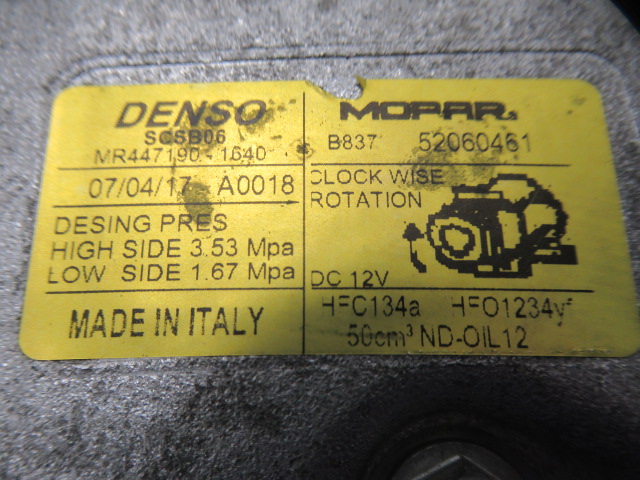 DENSO
SCSB06
MR447190-1540
07/04/17 A0018
DESING PRES
HIGH SIDE 3.53 Mpa
LOW SIDE 1.67 Mpa
MADE IN ITALY
MOPAR®
B837 52060461
CLOCK WISE
ROTATION
DC 12V
HFC134a HFO1234yf
50cm³ ND-OIL12